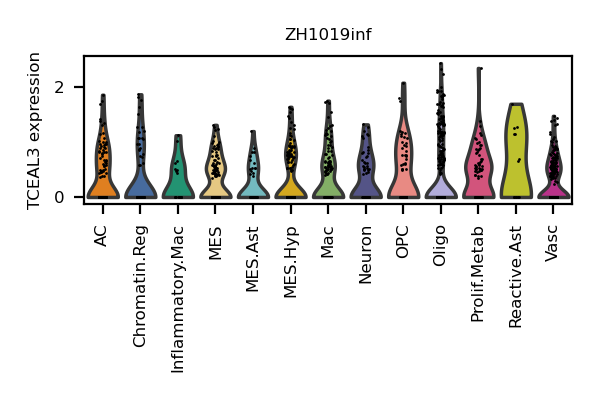 ZH1019inf
TCEAL3 expression
2
0
AC
Chromatin.Reg
Inflammatory.Mac
MES
MES.Ast
MES.Hyp
Mac
Neuron
OPC
Oligo
Prolif.Metab
Reactive.Ast
Vasc